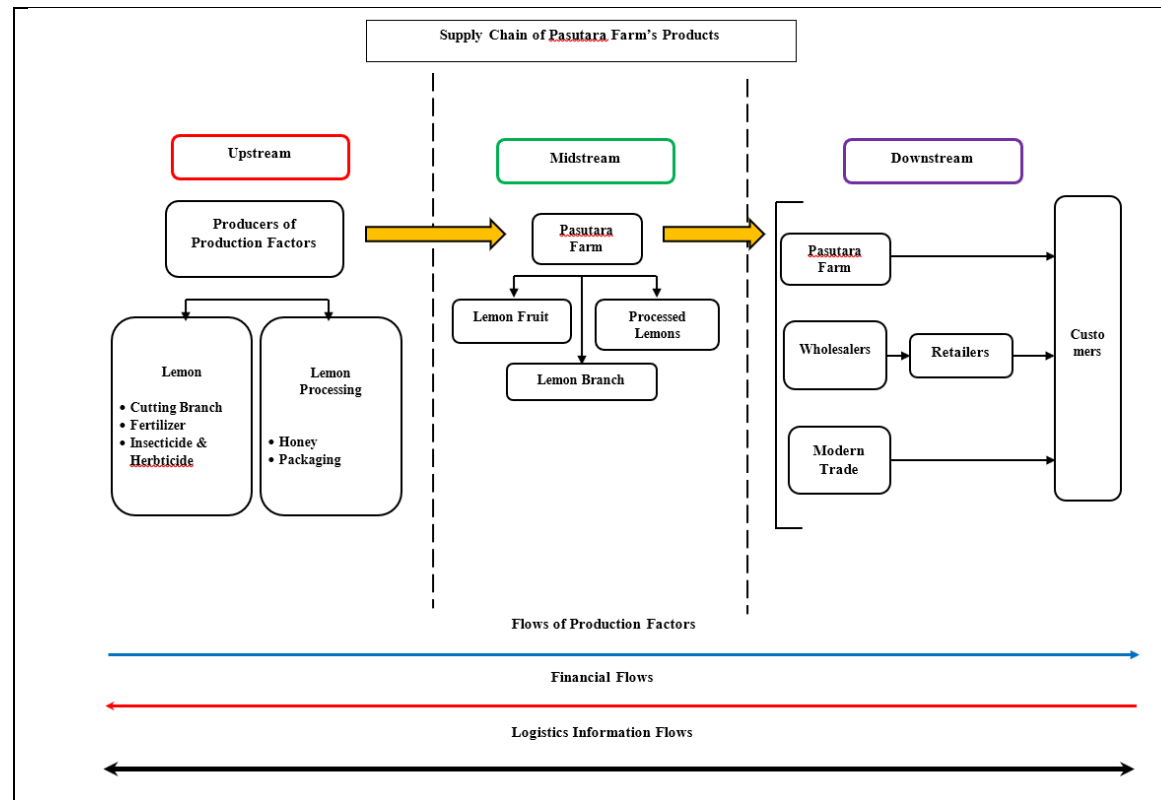 Supply Chain of Pasutara Farm's Products
Upstream
Midstream
Downstream
Producers of
Production Factors
Lemon
• Cutting Branch
• Fertilizer
• Insecticide &
Herbticide
Lemon
Processing
• Honey
• Packaging
Pasutara
Farm
Lemon Fruit
Processed
Lemons
Lemon Branch
Pasutara
Farm
Wholesalers
Retailers
Modern
Trade
Custo
mers
Flows of Production Factors
Financial Flows
Logistics Information Flows